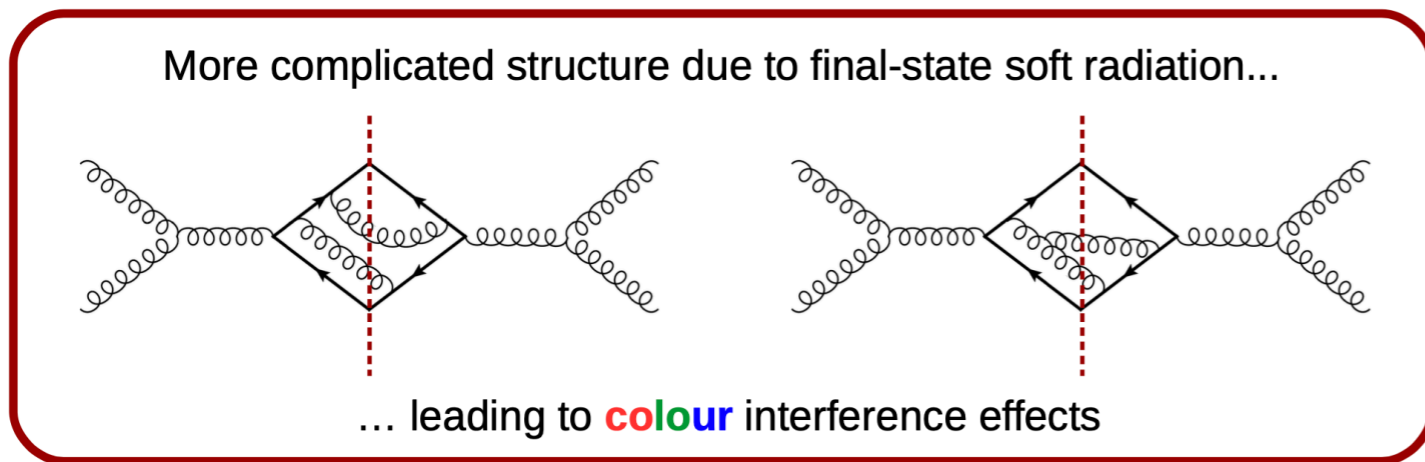 More complicated structure due to final-state soft radiation...
... leading to colour interference effects